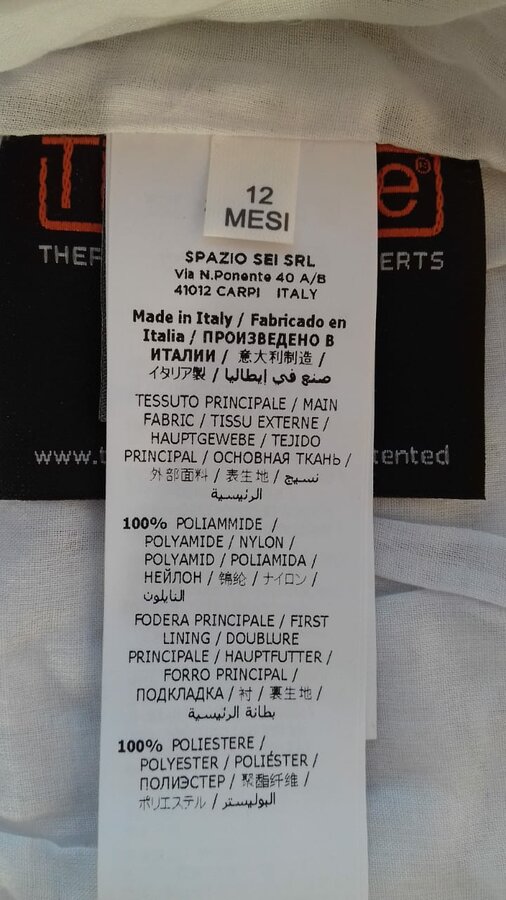 e®
12
MESI
SPAZIO SEI SRL
Via N.Ponente 40 A/B
41012 CARPI ITALY
Made in Italy / Fabricado en
Italia / ПРОИЗВЕДЕНО В
ИТАЛИИ / 意大利制造 /
イタリア製 / صنع في إيطاليا
TESSUTO PRINCIPALE / MAIN
FABRIC / TISSU EXTERNE /
HAUPTGEWEBE / TEJIDO
PRINCIPAL / ОСНОВНАЯ ТКАНЬ /
外部面料 / 表生地 / نسيج
الرئيسية
100% POLIAMMIDE /
POLYAMIDE / NYLON /
POLYAMID / POLIAMIDA /
НЕЙЛОН / 锦纶 / ナイロン /
النايلون
FODERA PRINCIPALE / FIRST
LINING / DOUBLURE
PRINCIPALE / HAUPTFUTTER /
FORRO PRINCIPAL /
ПОДКЛАДКА / 衬 / 裏生地 /
بطانة الرئيسية
100% POLIESTERE /
POLYESTER / POLIÉSTER /
ПОЛИЭСТЕР / 聚酯纤维 /
ポリエステル / البوليستر
THEF
ERTS
www.t
tented